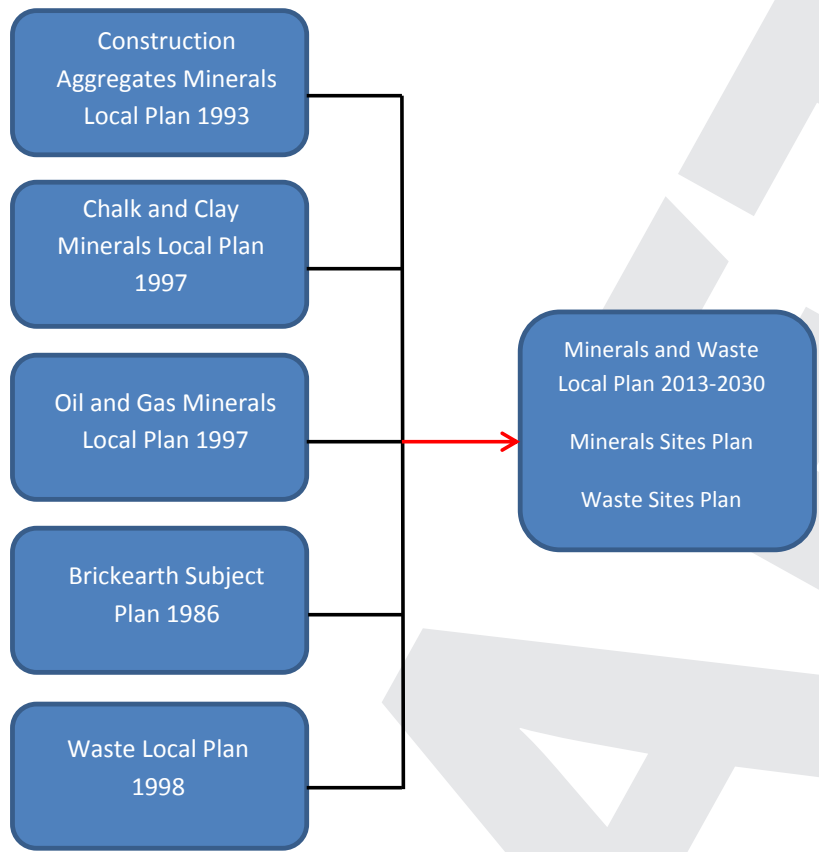 Construction
Aggregates Minerals
Local Plan 1993
Chalk and Clay
Minerals Local Plan
1997
Oil and Gas Minerals
Local Plan 1997
Brickearth Subject
Plan 1986
Waste Local Plan
1998
Minerals and Waste
Local Plan 2013-2030
Minerals Sites Plan
Waste Sites Plan